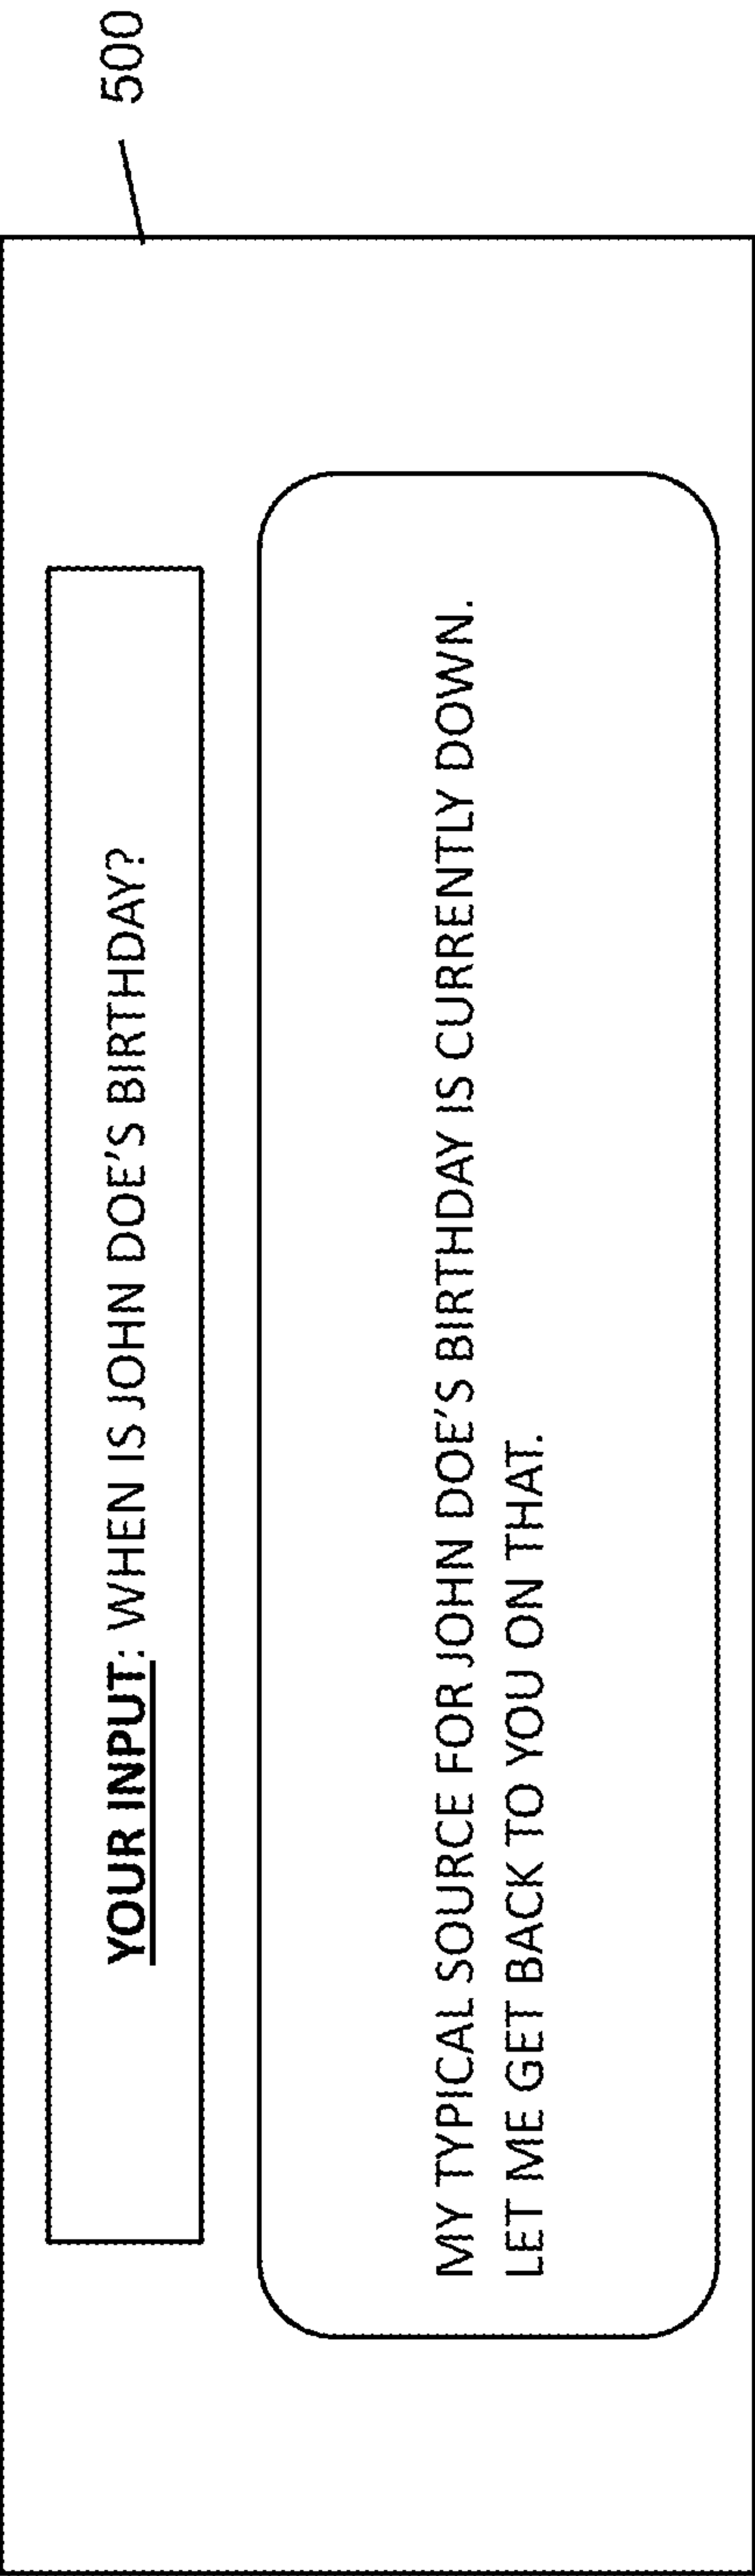 500
YOUR INPUT: WHEN IS JOHN DOE'S BIRTHDAY?
MY TYPICAL SOURCE FOR JOHN DOE'S BIRTHDAY IS CURRENTLY DOWN.
LET ME GET BACK TO YOU ON THAT.